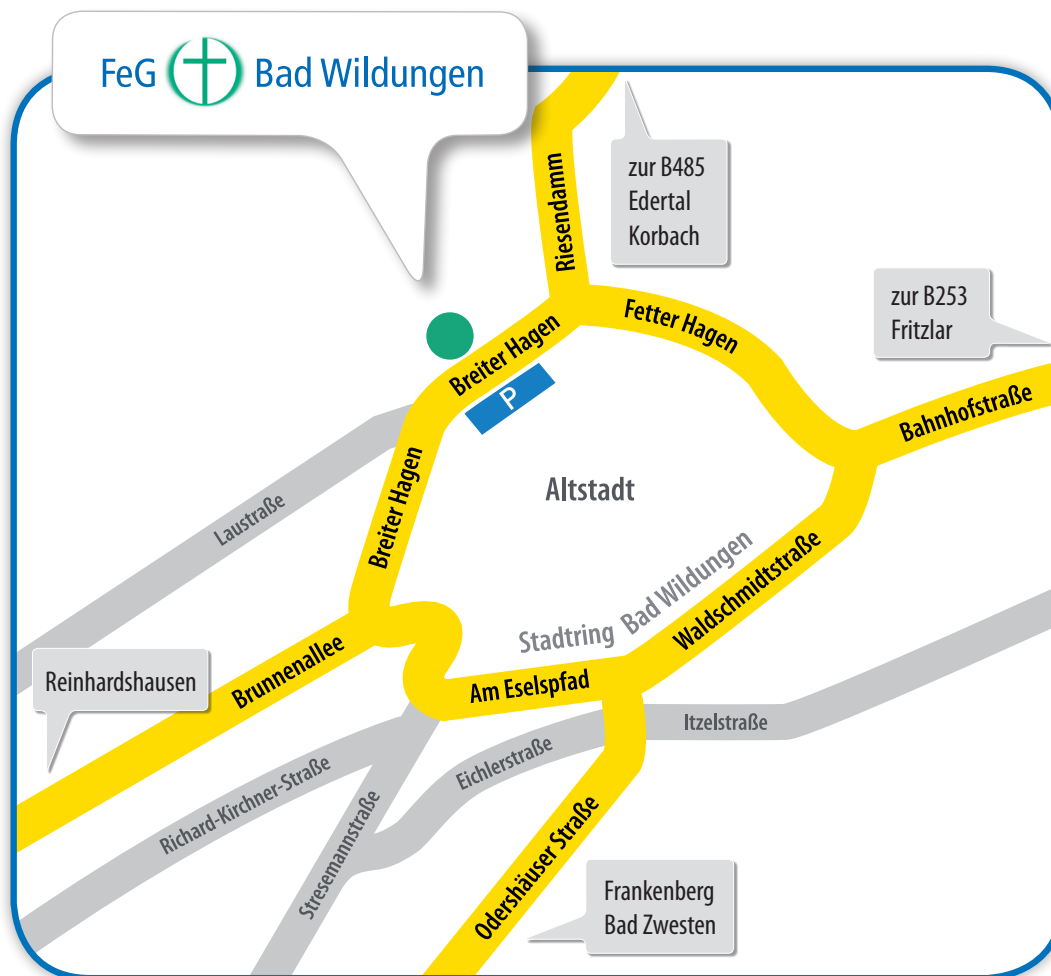 FeG Bad Wildungen
zur B485
Edertal
Korbach
Riesendamm
zur B253
Fritzlar
Fetter Hagen
Breiter Hagen
P
Bahnhofstraße
Breiter Hagen
Altstadt
Laustraße
Stadtring Bad Wildungen
Waldschmidtstraße
Reinhardshausen
Brunnenallee
Am Eselspfad
Itzelstraße
Eichlerstraße
Richard-Kirchner-Straße
Stresemannstraße
Odershäuser Straße
Frankenberg
Bad Zwesten